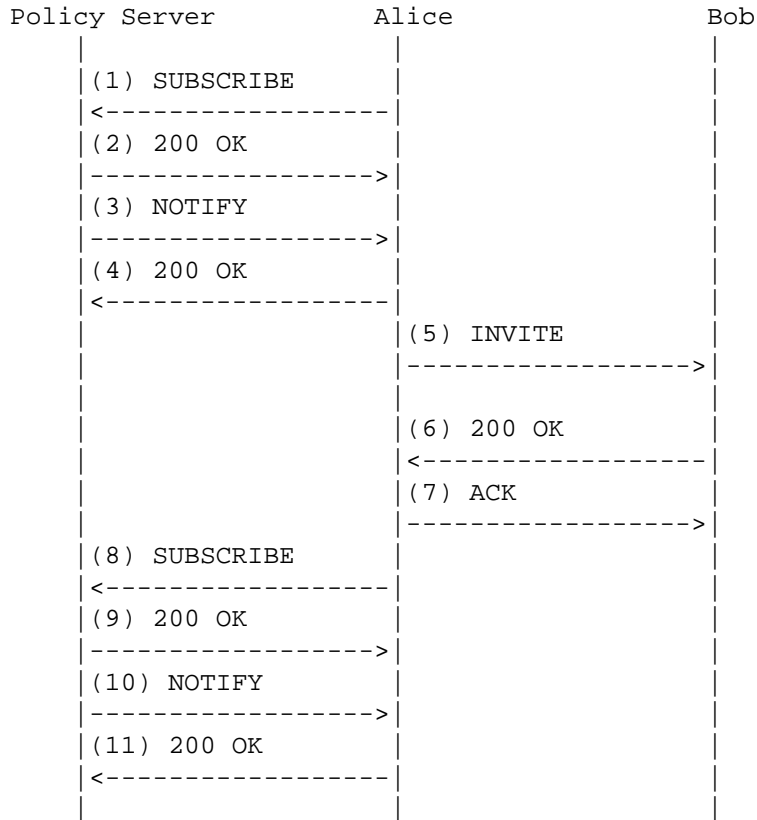 Policy Server Alice Bob
(1) SUBSCRIBE
(2) 200 OK
(3) NOTIFY
(4) 200 OK
(5) INVITE
(6) 200 OK
(7) ACK
(8) SUBSCRIBE
(9) 200 OK
(10) NOTIFY
(11) 200 OK